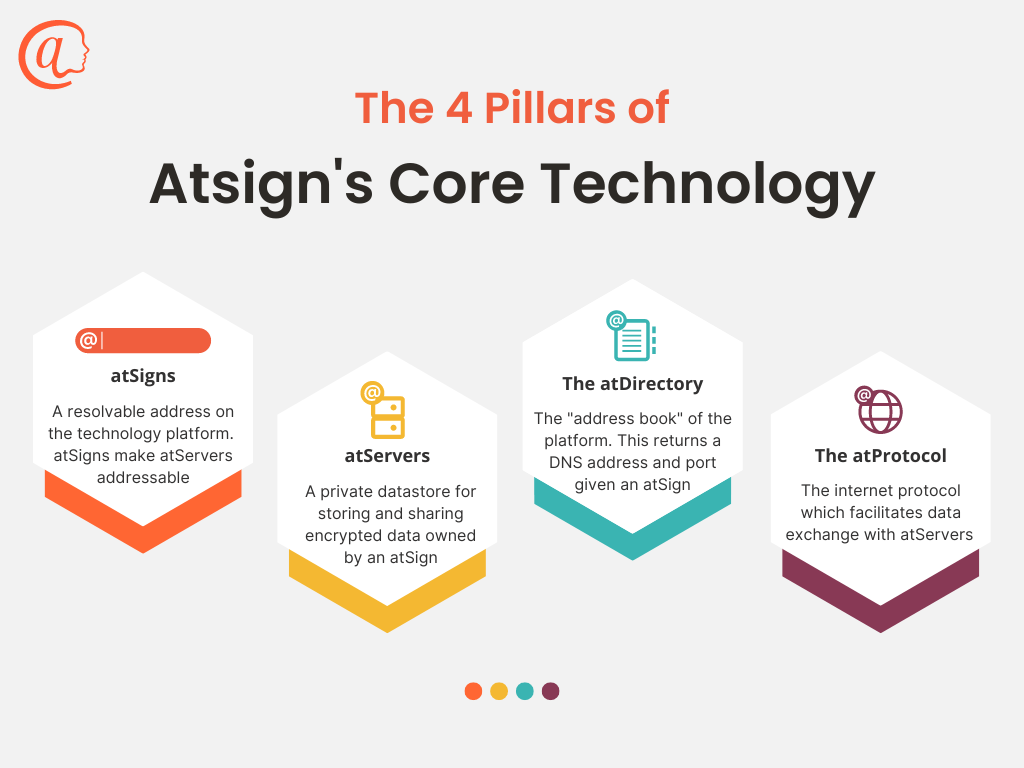 The 4 Pillars of
Atsign's Core Technology
@
atSigns
A resolvable address on
the technology platform.
atSigns make atServers
addressable
@
atServers
A private datastore for
storing and sharing
encrypted data owned
by an atSign
@
The atDirectory
The "address book" of the
platform. This returns a
DNS address and port
given an atSign
@
The atProtocol
The internet protocol
which facilitates data
exchange with atServers